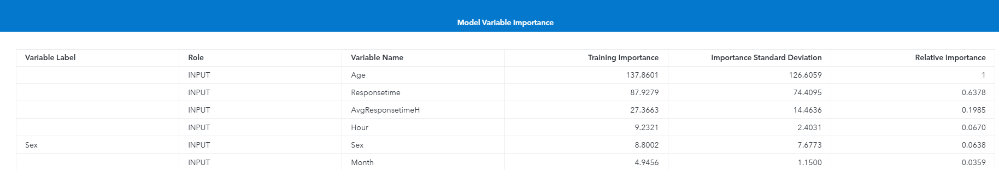 Model Variable Importance
Variable Label Role Variable Name Training Importance Importance Standard Deviation Relative Importance
INPUT Age 137.8601 126.6059 1
INPUT Responsetime 87.9279 74.4095 0.6378
INPUT AvgResponsetimeH 27.3663 14.4636 0.1985
INPUT Hour 9.2321 2.4031 0.0670
Sex INPUT Sex 8.8002 7.6773 0.0638
INPUT Month 4.9456 1.1500 0.0359